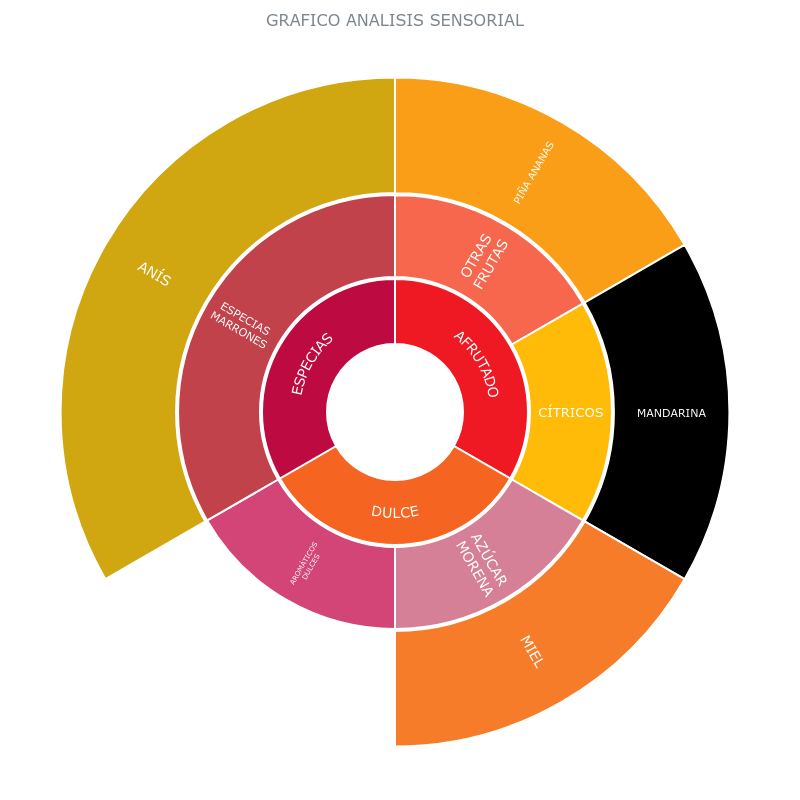 GRAFICO ANALISIS SENSORIAL
PIÑA ANANAS
OTRAS
FRUTAS
ANÍS
ESPECIAS
MARRONES
ESPECIAS
AFRUTADO
CÍTRICOS
MANDARINA
DULCE
AROMÁTICOS
DULCES
AZÚCAR
MORENA
MIEL